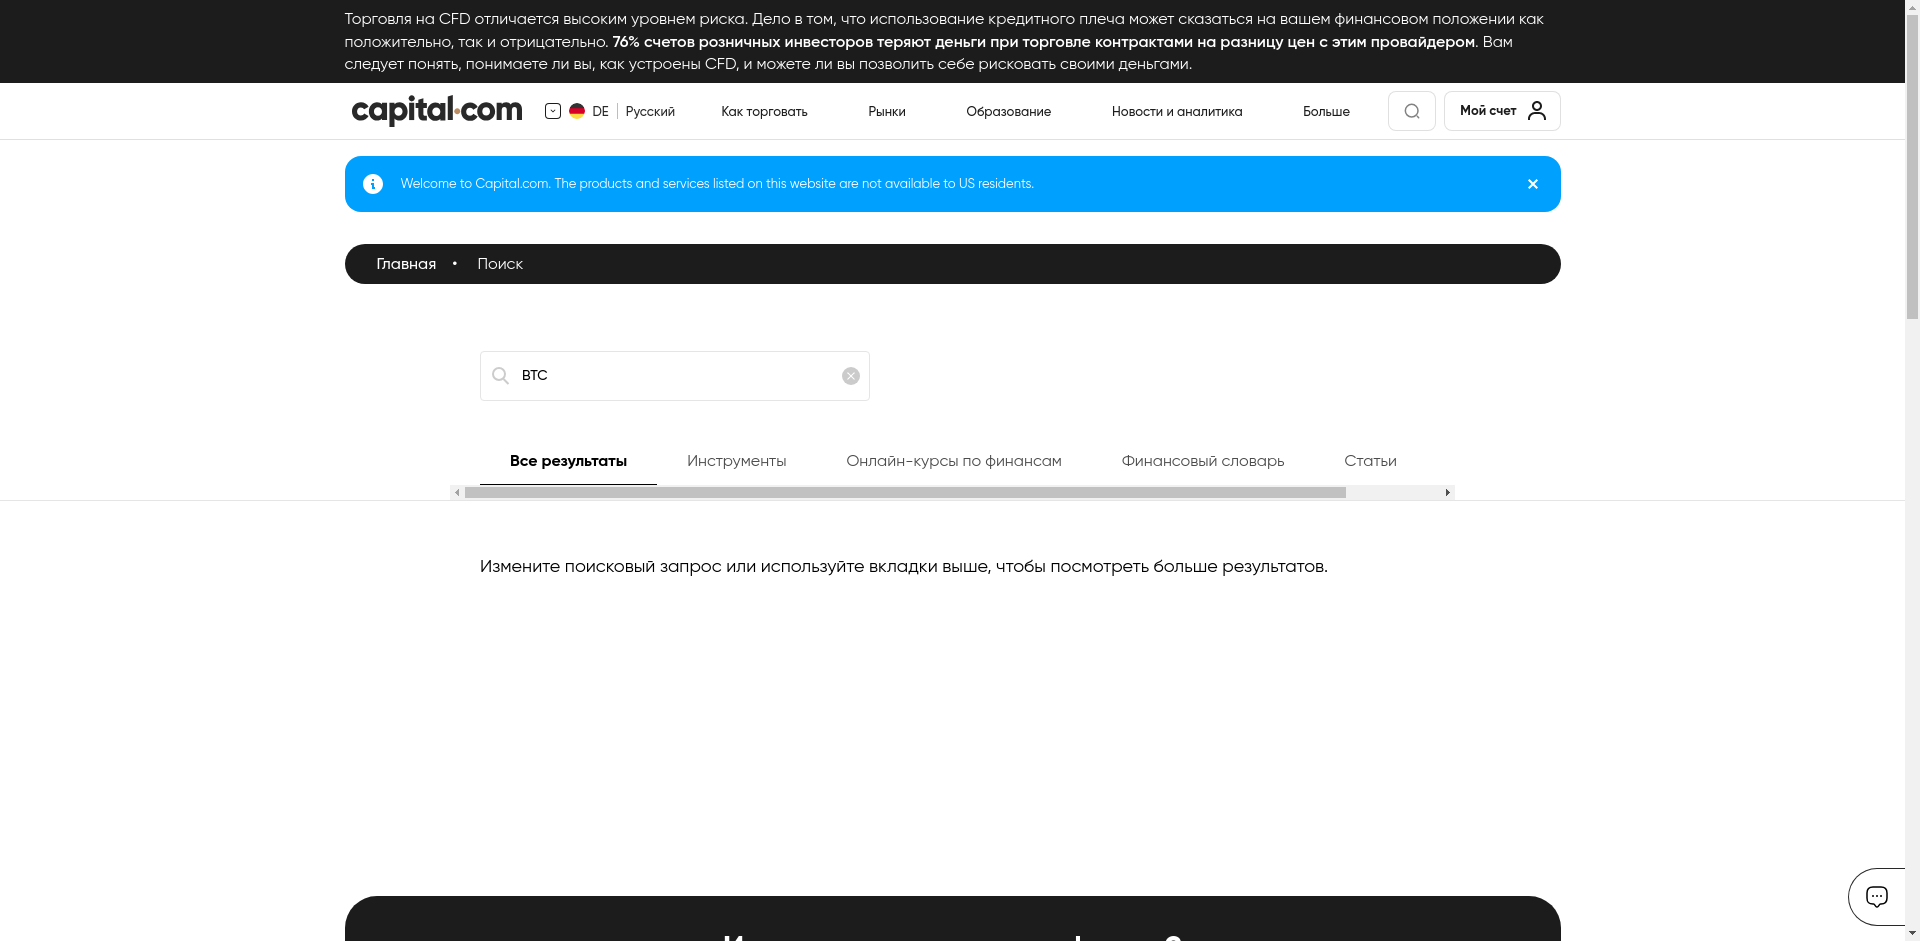 Торговля на CFD отличается высоким уровнем риска. Дело в том, что использование кредитного плеча может сказаться на вашем финансовом положении как
положительно, так и отрицательно. 76% счетов розничных инвесторов теряют деньги при торговле контрактами на разницу цен с этим провайдером. Вам
следует понять, понимаете ли вы, как устроены CFD, и можете ли вы позволить себе рисковать своими деньгами.
capital.com DE Русский Как торговать Рынки Образование Новости и аналитика Больше Мой счет
Welcome to Capital.com. The products and services listed on this website are not available to US residents.
Главная • Поиск
BTC
Все результаты Инструменты Онлайн-курсы по финансам Финансовый словарь Статьи
Измените поисковый запрос или используйте вкладки выше, чтобы посмотреть больше результатов.